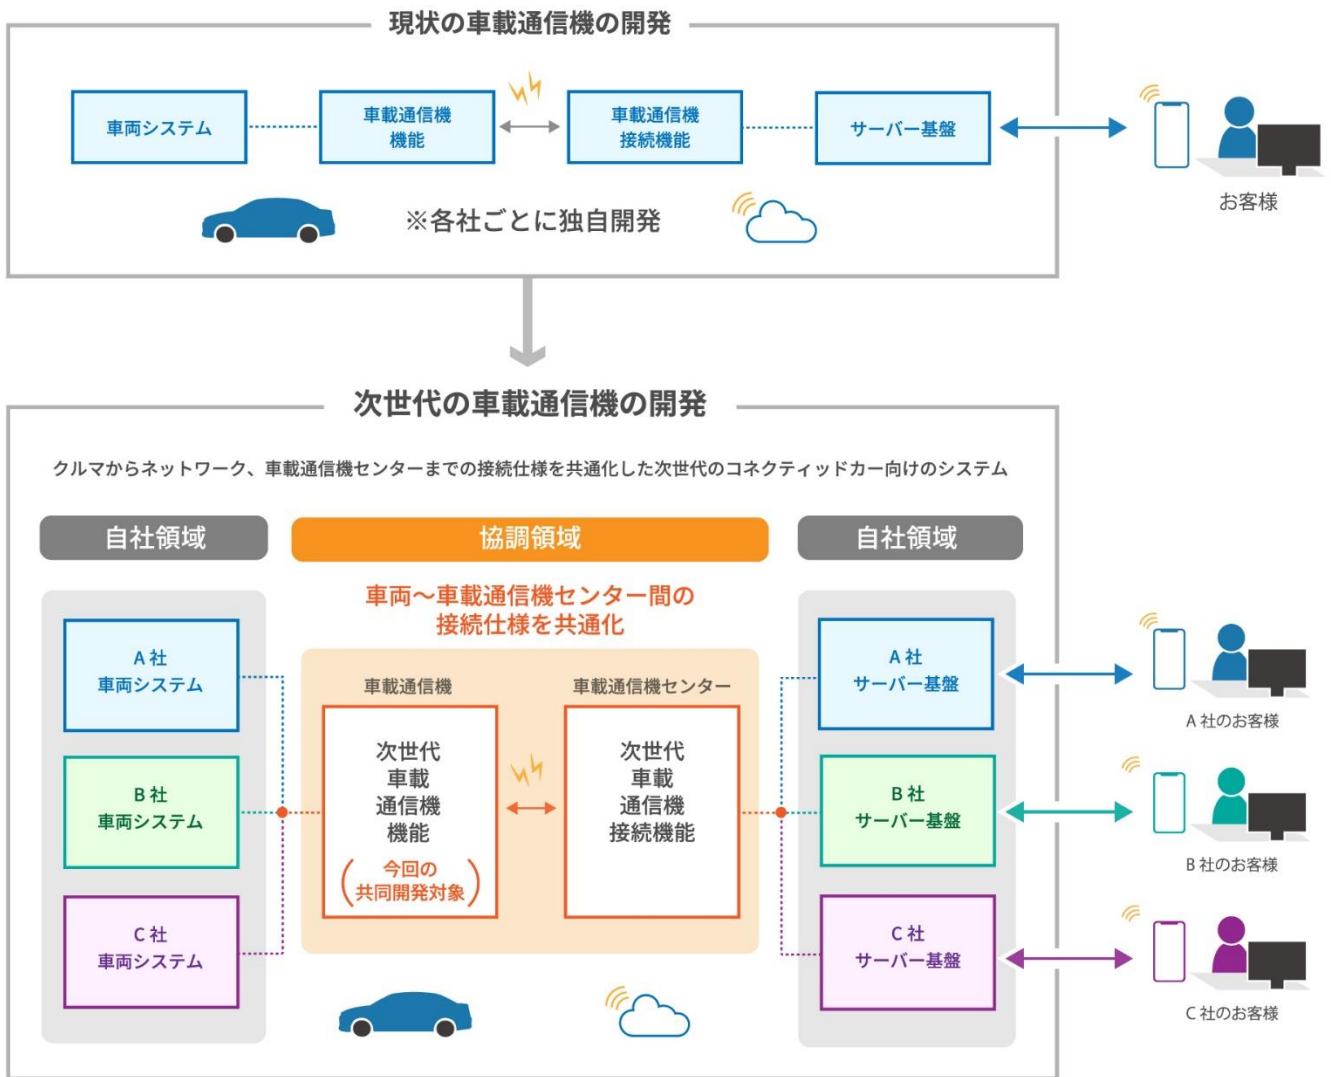 現状の車載通信機の開発
車両システム
車載通信機
機能
車載通信機
接続機能
サーバー基盤
お客様
※各社ごとに独自開発
次世代の車載通信機の開発
クルマからネットワーク、車載通信機センターまでの接続仕様を共通化した次世代のコネクティッドカー向けのシステム
自社領域
協調領域
自社領域
車両～車載通信機センター間の
接続仕様を共通化
A 社
車両システム
B 社
車両システム
C 社
車両システム
車載通信機
次世代
車載
通信機
機能
今回の
共同開発対象
車載通信機センター
次世代
車載
通信機
接続機能
A 社
サーバー基盤
B 社
サーバー基盤
C 社
サーバー基盤
A 社のお客様
B 社のお客様
C 社のお客様